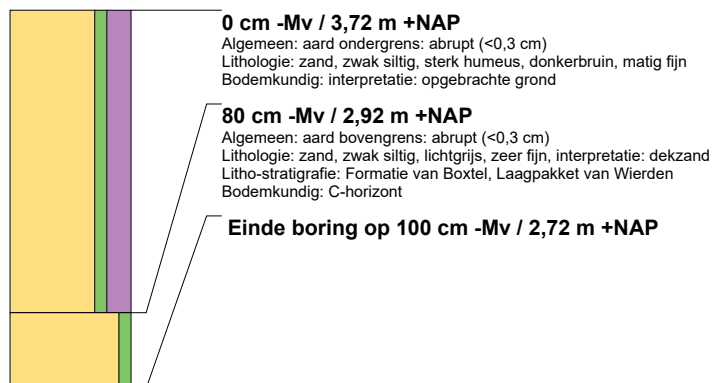 0 cm -Mv / 3,72 m +NAP
Algemeen: aard ondergrens: abrupt (<0,3 cm)
Lithologie: zand, zwak siltig, sterk humeus, donkerbruin, matig fijn
Bodemkundig: interpretatie: opgebrachte grond
80 cm -Mv / 2,92 m +NAP
Algemeen: aard bovengrens: abrupt (<0,3 cm)
Lithologie: zand, zwak siltig, lichtgrijs, zeer fijn, interpretatie: dekzand
Litho-stratigrafie: Formatie van Boxtel, Laagpakket van Wierden
Bodemkundig: C-horizont
Einde boring op 100 cm -Mv / 2,72 m +NAP